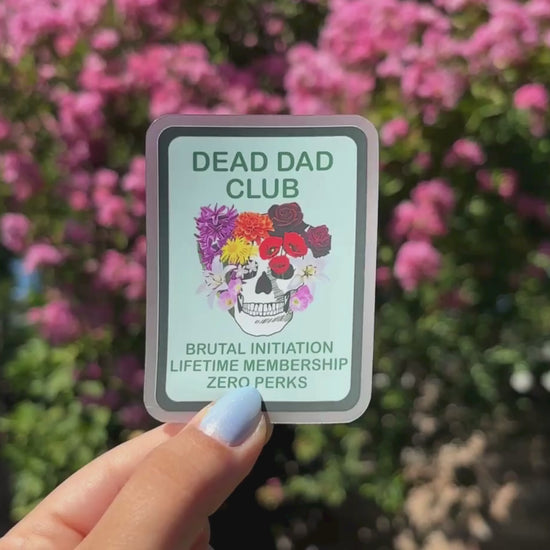 DEAD DAD
CLUB
BRUTAL INITIATION
LIFETIME MEMBERSHIP
ZERO PERKS